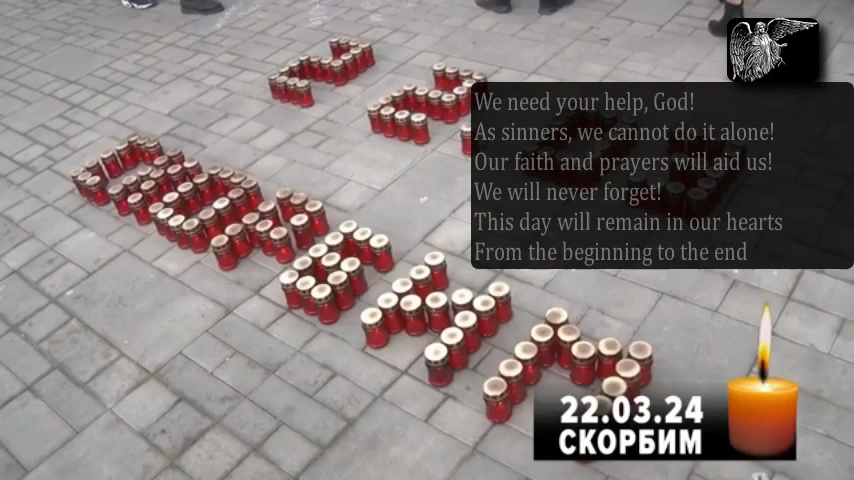 We need your help, God!
As sinners, we cannot do it alone!
Our faith and prayers will aid us!
We will never forget!
This day will remain in our hearts
From the beginning to the end
22.03.24
СКОРБИМ